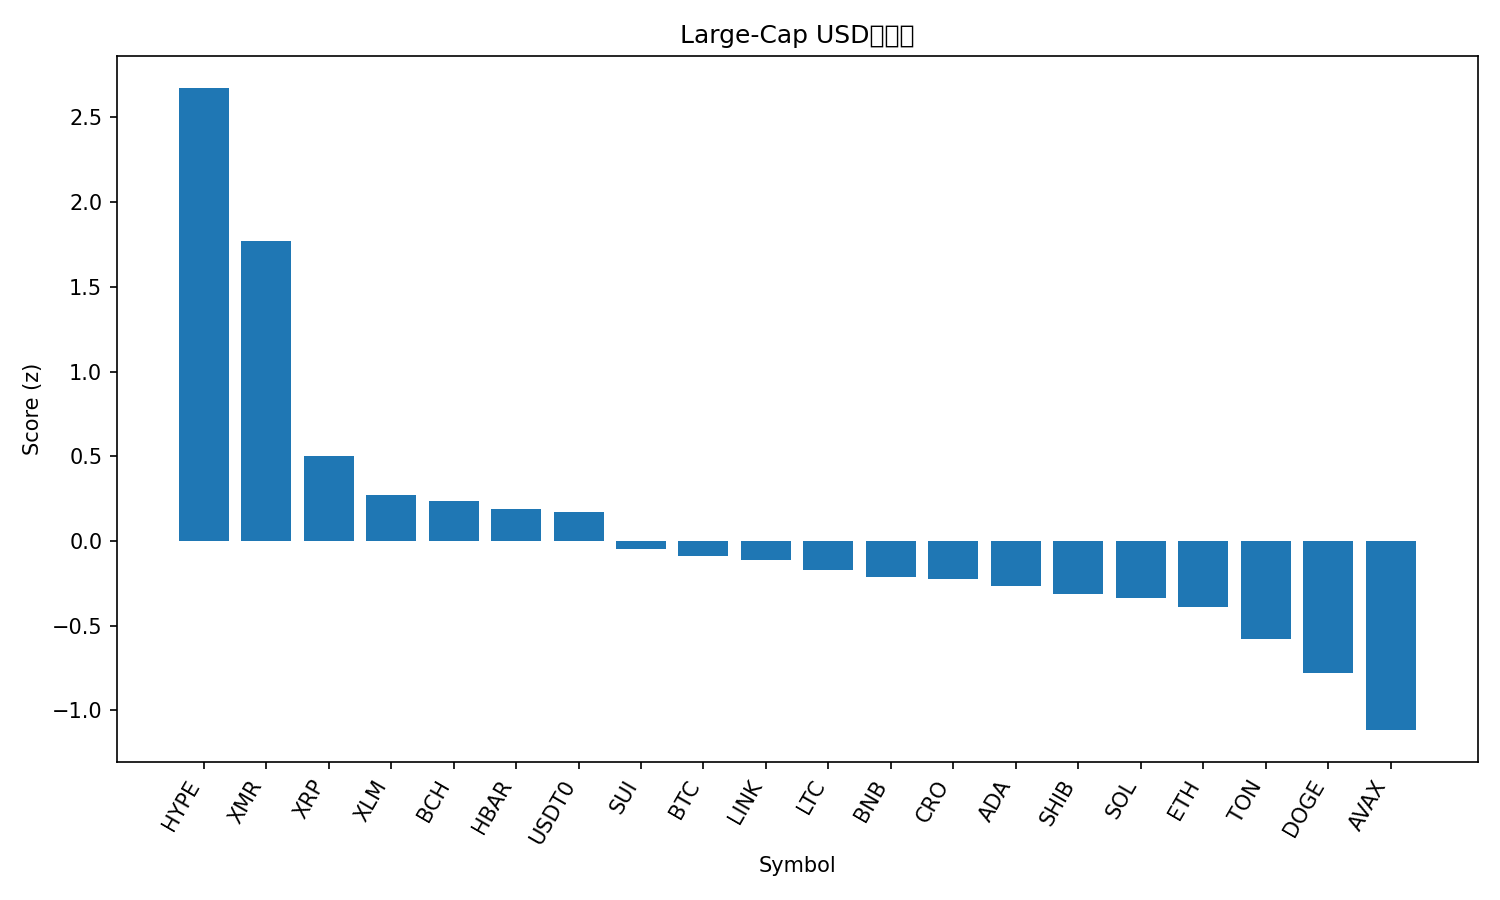 Large-Cap USD
Score (z)
2.5
2.0
1.5
1.0
0.5
0.0
−0.5
−1.0
HYPE
XMR
XRP
XLM
BCH
HBAR
USDT0
SUI
BTC
LINK
LTC
BNB
CRO
ADA
SHIB
SOL
ETH
TON
DOGE
AVAX
Symbol